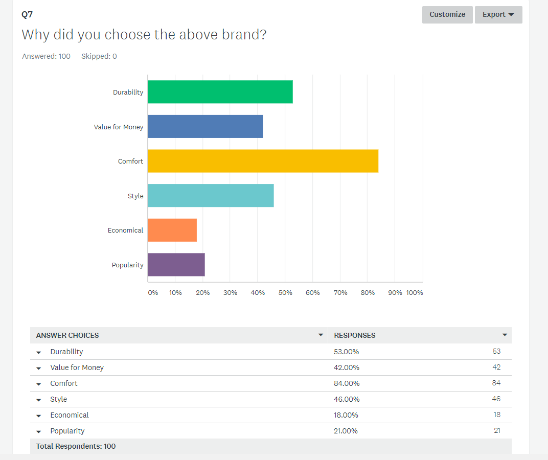 Q7
Customize Export
Why did you choose the above brand?
Answered: 100 Skipped: 0
Durability
Value for Money
Comfort
Style
Economical
Popularity
0% 10% 20% 30% 40% 50% 60% 70% 80% 90% 100%
ANSWER CHOICES RESPONSES
Durability 53.00% 53
Value for Money 42.00% 42
Comfort 84.00% 84
Style 46.00% 46
Economical 18.00% 18
Popularity 21.00% 21
Total Respondents: 100